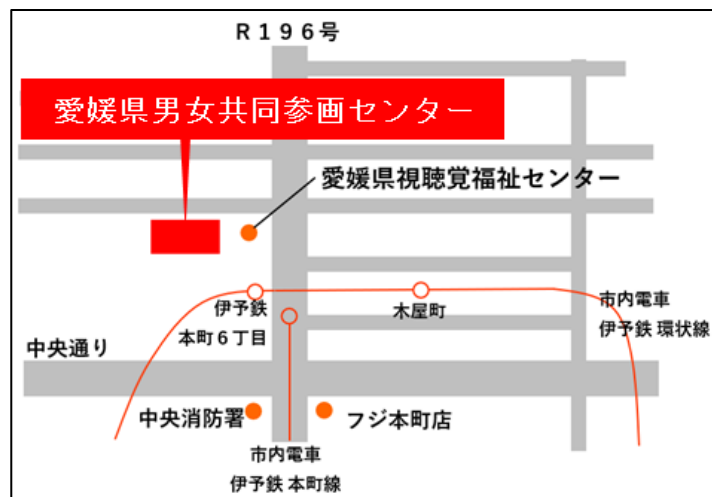 R１９６号
愛媛県男女共同参画センター
愛媛県視聴覚福祉センター
伊予鉄
本町６丁目
木屋町
市内電車
伊予鉄 環状線
中央通り
中央消防署
フジ本町店
市内電車
伊予鉄 本町線